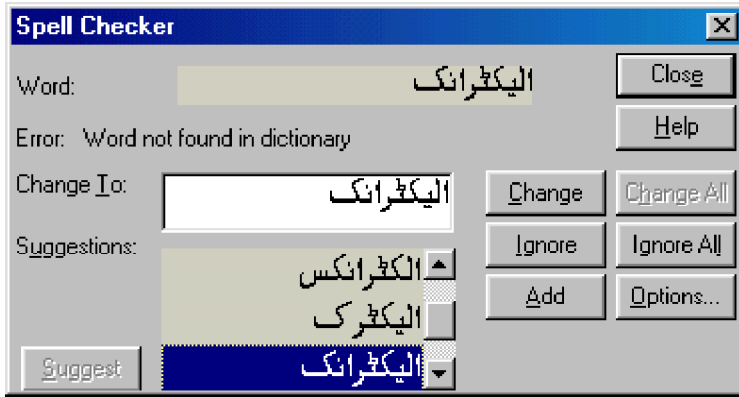 Spell Checker
Word: الیکٹرانک
Close
Error: Word not found in dictionary
Help
Change To: الیکٹرانک
Change
Change All
Suggestions:
Ignore
Ignore All
الکٹرانکس
Add
Options...
الیکٹرک
الیکٹرانک
Suggest